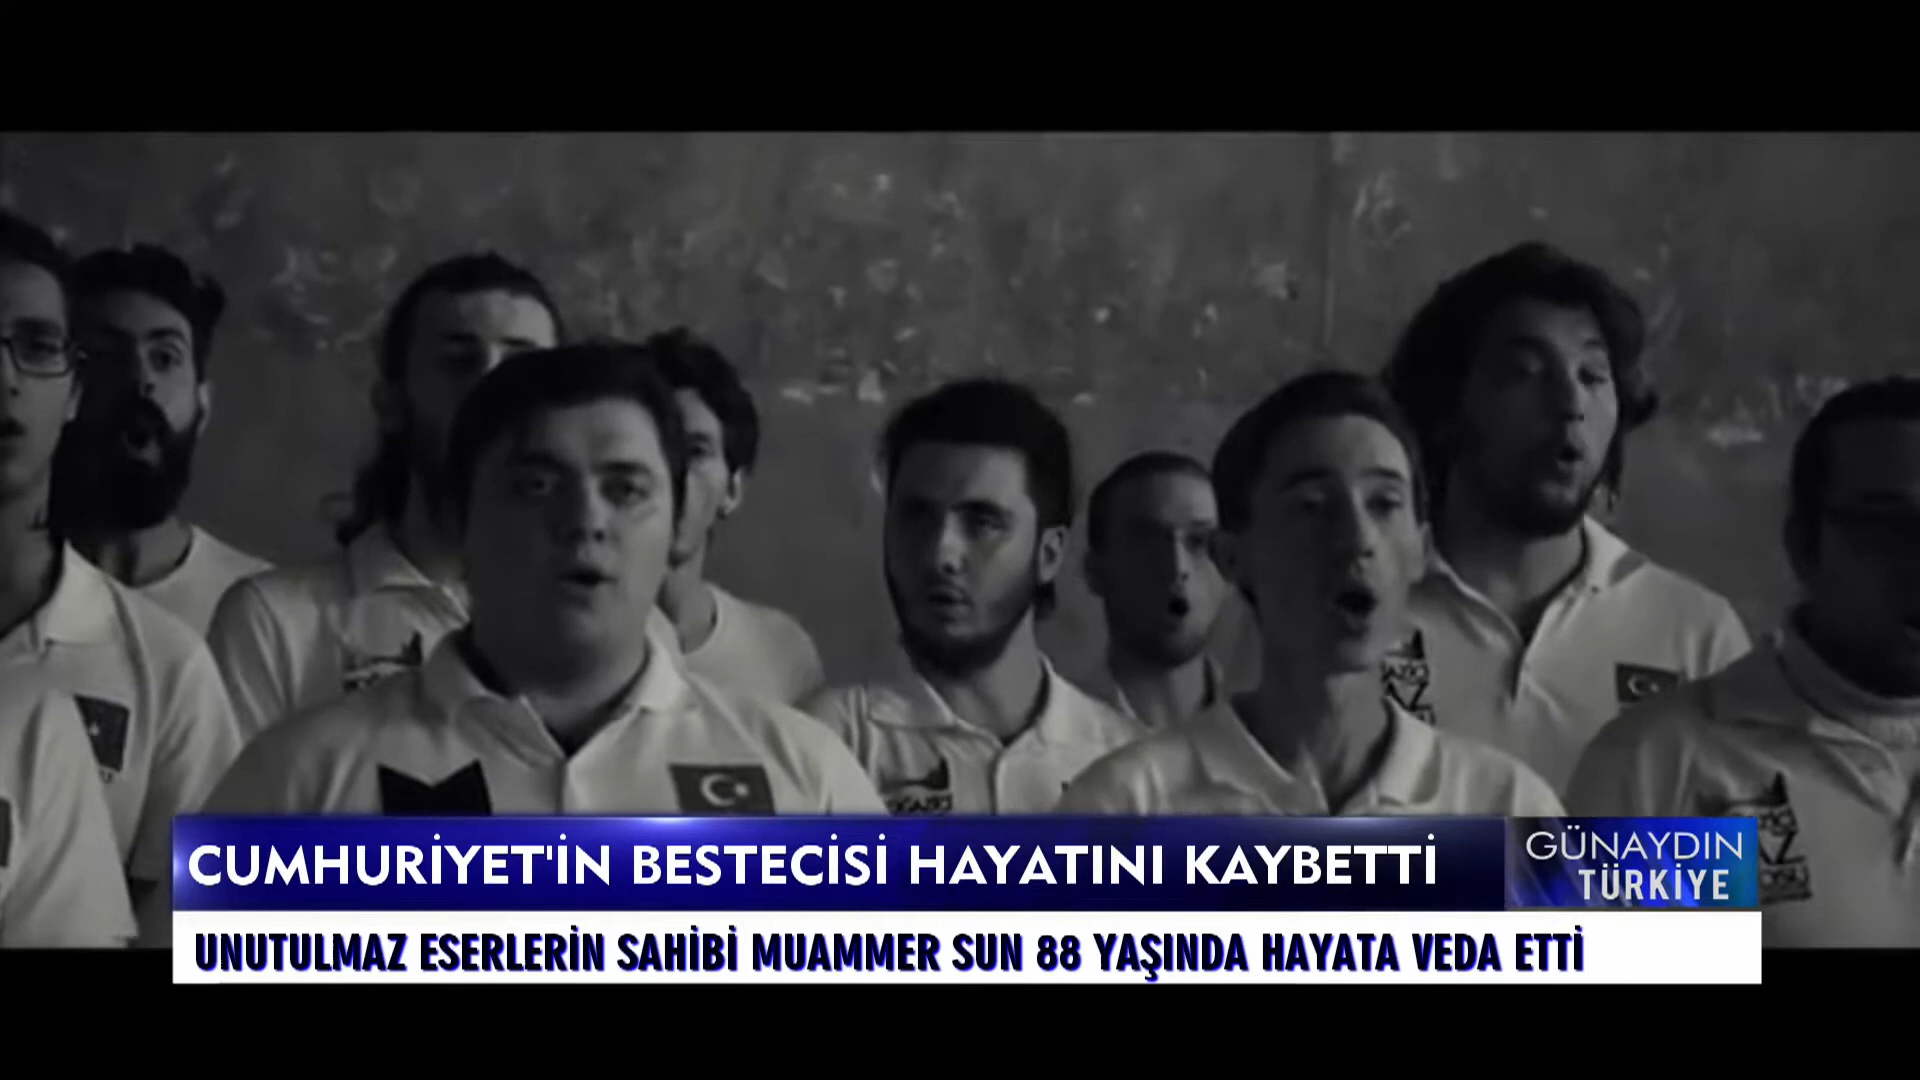 CUMHURİYET'İN BESTECİSİ HAYATINI KAYBETTİ
GÜNAYDIN
TÜRKİYE
UNUTULMAZ ESERLERİN SAHİBİ MUAMMER SUN 88 YAŞINDA HAYATA VEDA ETTİ